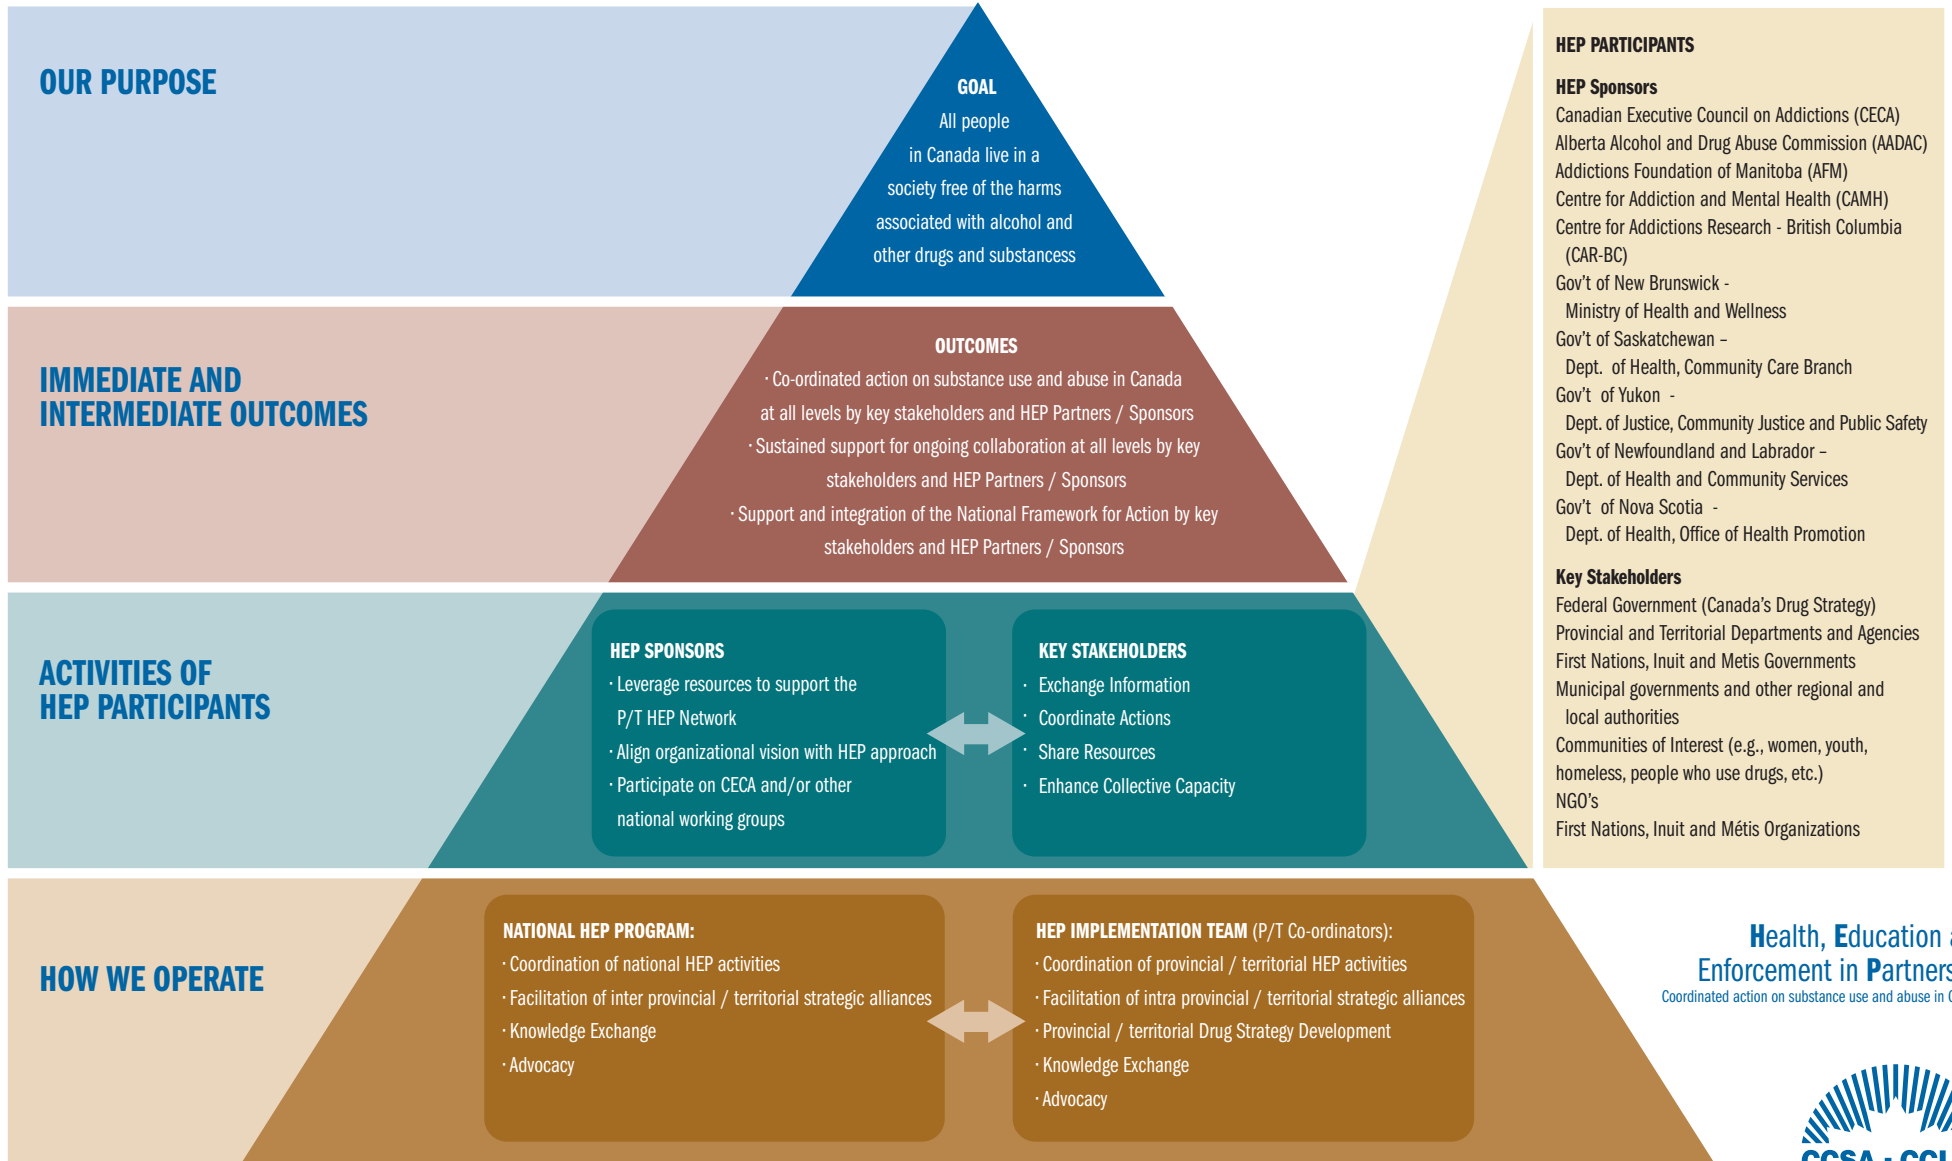 OUR PURPOSE
GOAL
All people
in Canada live in a
society free of the harms
associated with alcohol and
other drugs and substancess
IMMEDIATE AND
INTERMEDIATE OUTCOMES
OUTCOMES
· Co-ordinated action on substance use and abuse in Canada
at all levels by key stakeholders and HEP Partners / Sponsors
· Sustained support for ongoing collaboration at all levels by key
stakeholders and HEP Partners / Sponsors
· Support and integration of the National Framework for Action by key
stakeholders and HEP Partners / Sponsors
ACTIVITIES OF
HEP PARTICIPANTS
HEP SPONSORS
· Leverage resources to support the
P/T HEP Network
· Align organizational vision with HEP approach
· Participate on CECA and/or other
national working groups
KEY STAKEHOLDERS
· Exchange Information
· Coordinate Actions
· Share Resources
· Enhance Collective Capacity
HOW WE OPERATE
NATIONAL HEP PROGRAM:
· Coordination of national HEP activities
· Facilitation of inter provincial / territorial strategic alliances
· Knowledge Exchange
· Advocacy
HEP IMPLEMENTATION TEAM (P/T Co-ordinators):
· Coordination of provincial / territorial HEP activities
· Facilitation of intra provincial / territorial strategic alliances
· Provincial / territorial Drug Strategy Development
· Knowledge Exchange
· Advocacy
HEP PARTICIPANTS
HEP Sponsors
Canadian Executive Council on Addictions (CECA)
Alberta Alcohol and Drug Abuse Commission (AADAC)
Addictions Foundation of Manitoba (AFM)
Centre for Addiction and Mental Health (CAMH)
Centre for Addictions Research - British Columbia
(CAR-BC)
Gov't of New Brunswick -
Ministry of Health and Wellness
Gov't of Saskatchewan –
Dept. of Health, Community Care Branch
Gov't of Yukon -
Dept. of Justice, Community Justice and Public Safety
Gov't of Newfoundland and Labrador –
Dept. of Health and Community Services
Gov't of Nova Scotia -
Dept. of Health, Office of Health Promotion
Key Stakeholders
Federal Government (Canada's Drug Strategy)
Provincial and Territorial Departments and Agencies
First Nations, Inuit and Metis Governments
Municipal governments and other regional and
local authorities
Communities of Interest (e.g., women, youth,
homeless, people who use drugs, etc.)
NGO's
First Nations, Inuit and Métis Organizations
Health, Education
Enforcement in
Coordinated action on substance use and abuse in
CCSA ·